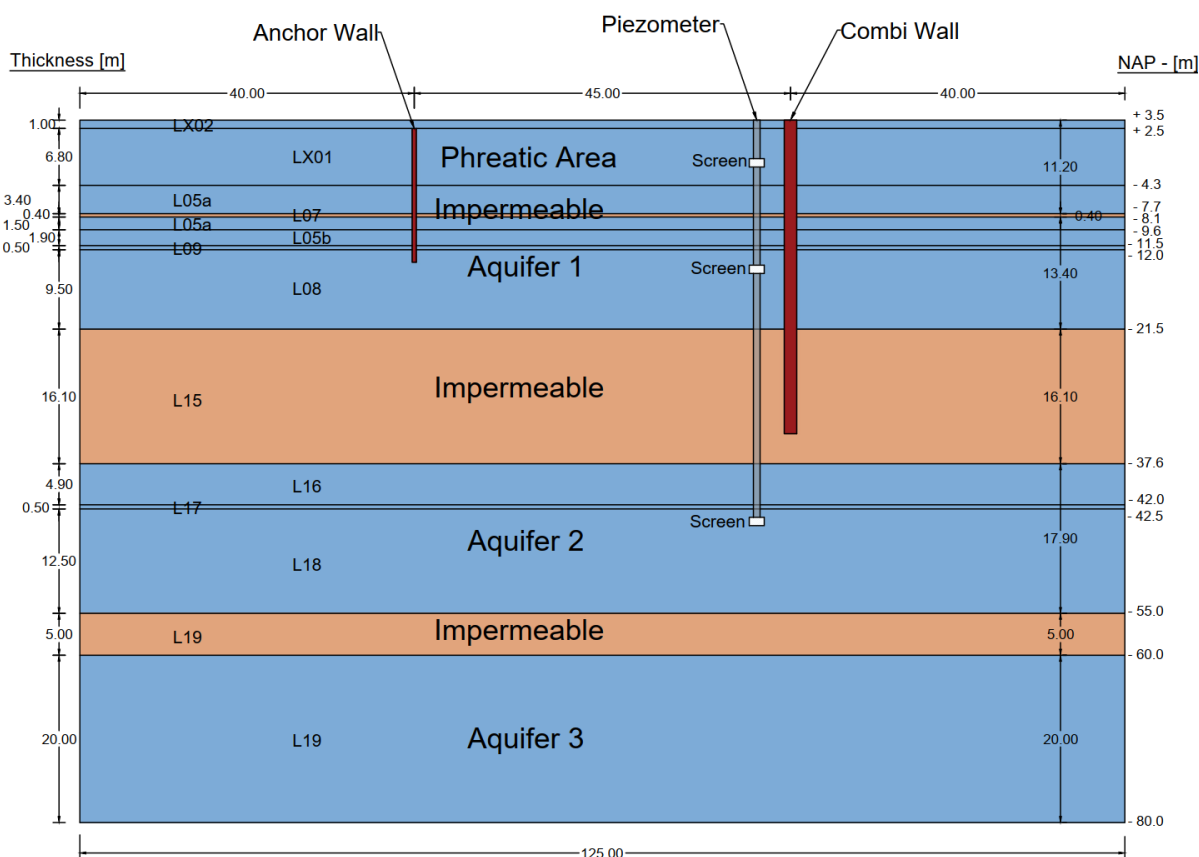 Anchor Wall
Piezometer
Combi Wall
Thickness [m]
NAP - [m]
40.00
45.00
40.00
+ 3.5
1.00
LX02
+ 2.5
6.80
LX01
Phreatic Area
Screen
11.20
- 4.3
3.40
L05a
Impermeable
- 7.7
0.40
L07
0.40
- 8.1
1.50
L05a
- 9.6
1.90
L05b
- 11.5
0.50
L09
- 12.0
Aquifer 1
Screen
13.40
9.50
L08
- 21.5
Impermeable
16.10
L15
16.10
- 37.6
4.90
L16
- 42.0
0.50
L17
- 42.5
Screen
Aquifer 2
17.90
12.50
L18
- 55.0
Impermeable
5.00
L19
5.00
- 60.0
20.00
L19
Aquifer 3
20.00
- 80.0
125.00